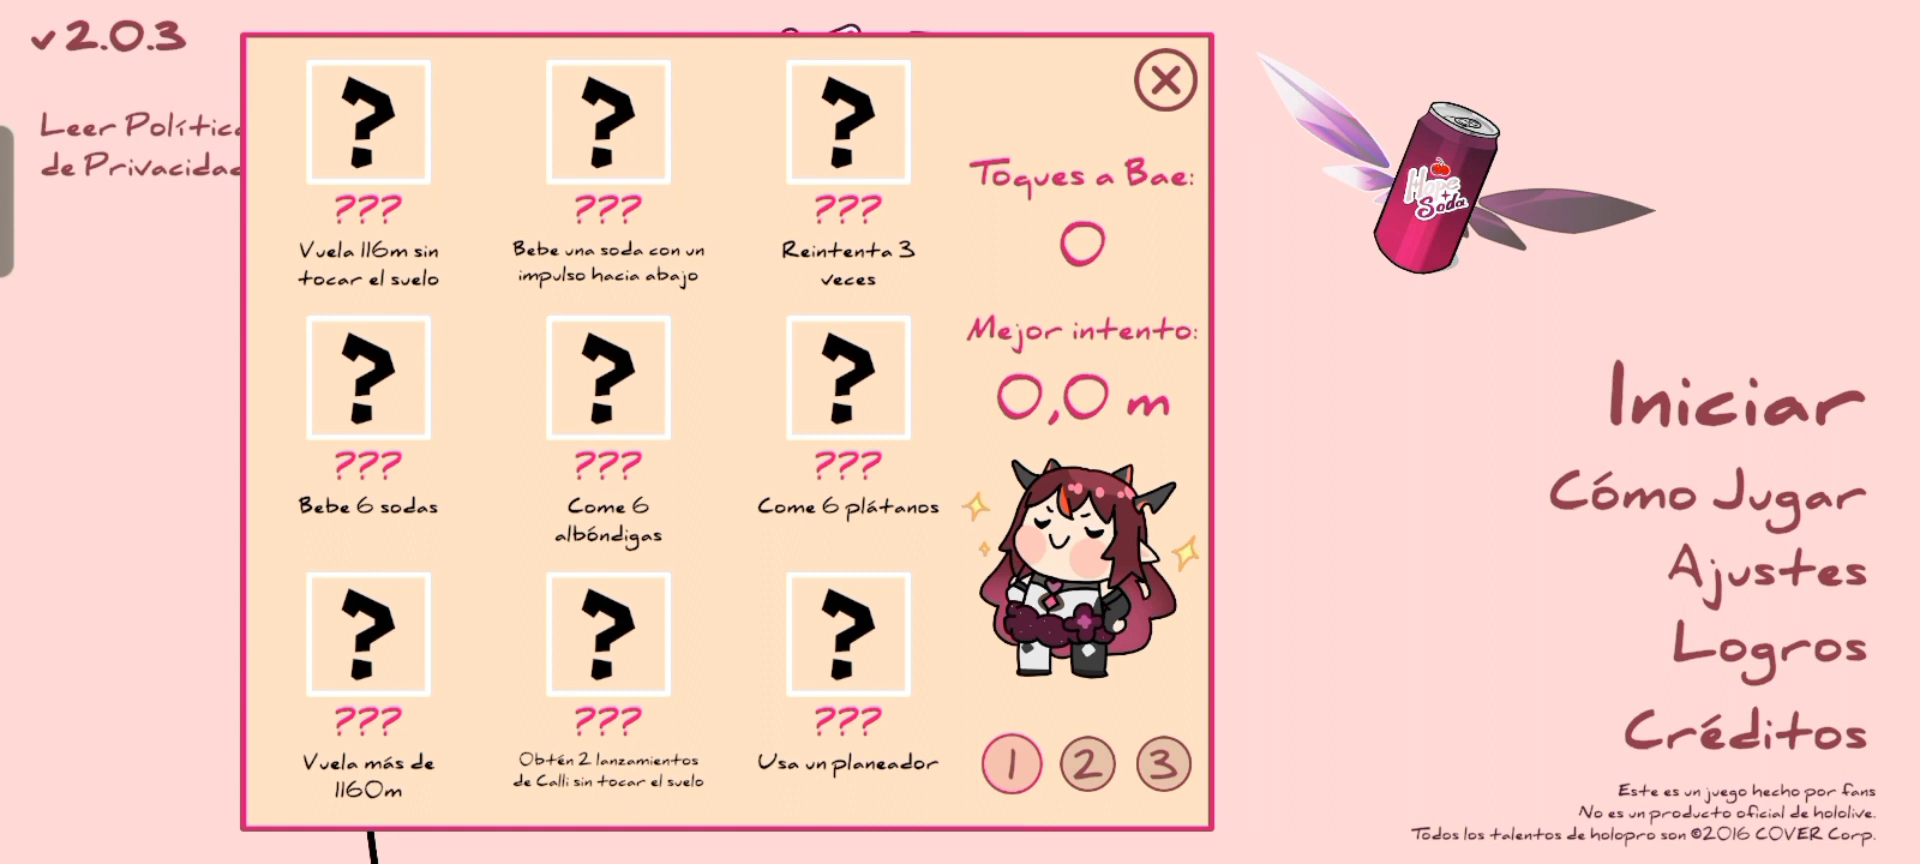 v2.0.3
Leer Política
de Privacidad
???
Vuela 116m sin
tocar el suelo
???
Bebe una soda con un
impulso hacia abajo
???
Reintenta 3
veces
???
Bebe 6 sodas
???
Come 6
albóndigas
???
Come 6 plátanos
???
Vuela más de
1160m
???
Obtén 2 lanzamientos
de Calli sin tocar el suelo
???
Usa un planeador
Toques a Bae:
0
Mejor intento:
0,0 m
1 2 3
Hope
Soda
Iniciar
Cómo Jugar
Ajustes
Logros
Créditos
Este es un juego hecho por fans
No es un producto oficial de hololive.
Todos los talentos de holopro son ©2016 COVER Corp.